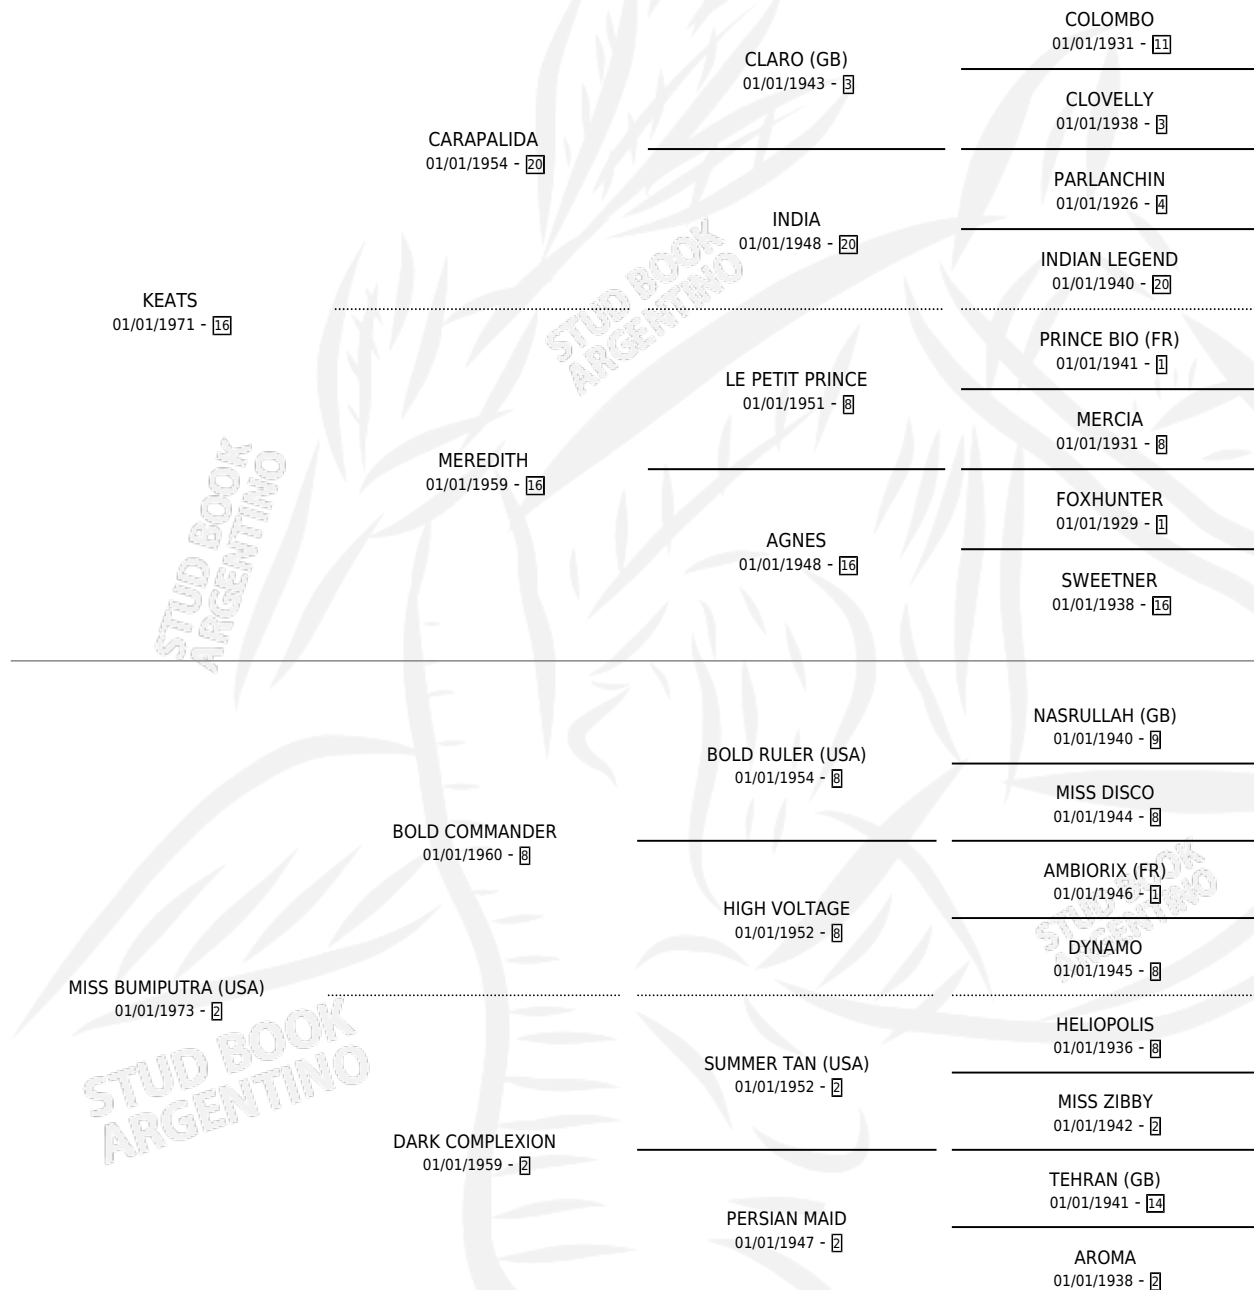 COLOMBO
01/01/1931 - 11
CLARO (GB)
01/01/1943 - 3
CLOVELLY
01/01/1938 - 3
CARAPALIDA
01/01/1954 - 20
PARLANCHIN
01/01/1926 - 4
INDIA
01/01/1948 - 20
INDIAN LEGEND
01/01/1940 - 20
KEATS
01/01/1971 - 16
PRINCE BIO (FR)
01/01/1941 - 1
LE PETIT PRINCE
01/01/1951 - 8
MERCIA
01/01/1931 - 8
MEREDITH
01/01/1959 - 16
FOXHUNTER
01/01/1929 - 1
AGNES
01/01/1948 - 16
SWEETNER
01/01/1938 - 16
STUD BOOK
ARGENTINO
STUD BOOK
ARGENTINO
NASRULLAH (GB)
01/01/1940 - 9
BOLD RULER (USA)
01/01/1954 - 8
MISS DISCO
01/01/1944 - 8
BOLD COMMANDER
01/01/1960 - 8
AMBIORIX (FR)
01/01/1946 - 1
HIGH VOLTAGE
01/01/1952 - 8
DYNAMO
01/01/1945 - 8
MISS BUMIPUTRA (USA)
01/01/1973 - 2
HELIOPOLIS
01/01/1936 - 8
SUMMER TAN (USA)
01/01/1952 - 2
MISS ZIBBY
01/01/1942 - 2
DARK COMPLEXION
01/01/1959 - 2
TEHRAN (GB)
01/01/1941 - 14
PERSIAN MAID
01/01/1947 - 2
AROMA
01/01/1938 - 2
STUD BOOK
ARGENTINO
STUD BOOK
ARGENTINO